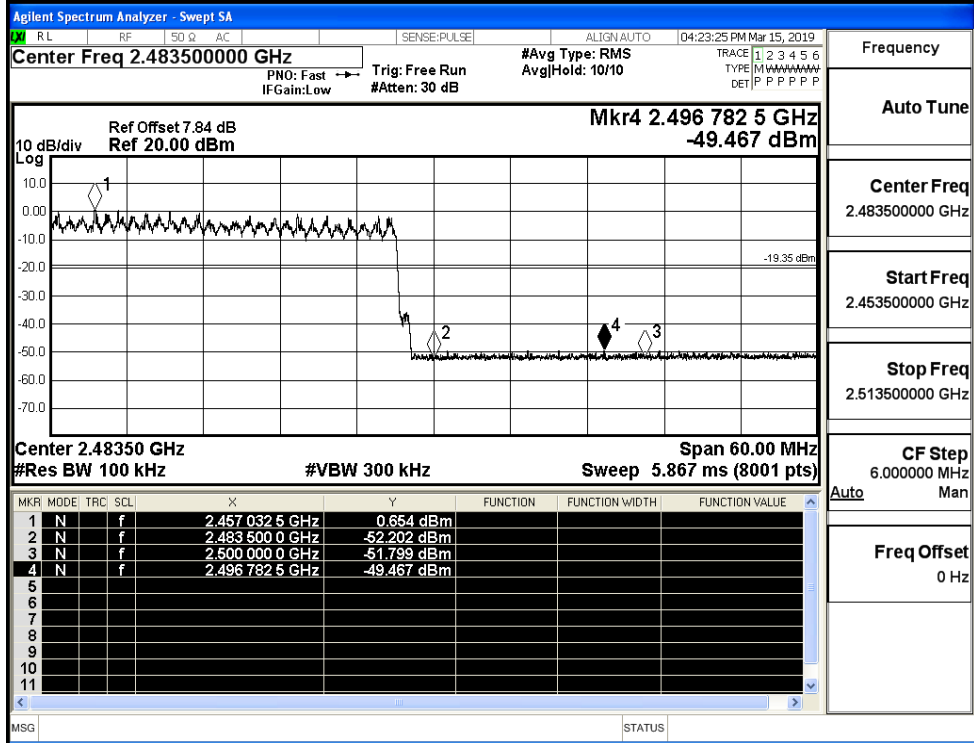 Agilent Spectrum Analyzer - Swept SA
LXI RL RF 50 Ω AC SENSE:PULSE ALIGNAUTO 04:23:25 PM Mar 15, 2019
Center Freq 2.483500000 GHz
PNO: Fast
IFGain:Low
Trig: Free Run
#Atten: 30 dB
#Avg Type: RMS
Avg|Hold: 10/10
TRACE 1 2 3 4 5 6
TYPE M WWWWW
DET P P P P P P
Ref Offset 7.84 dB
10 dB/div Ref 20.00 dBm
Log
Mkr4 2.496 782 5 GHz
-49.467 dBm
10.0
0.00
-10.0
-20.0
-30.0
-40.0
-50.0
-60.0
-70.0
1
2
4
3
-19.35 dBm
Center 2.48350 GHz Span 60.00 MHz
#Res BW 100 kHz #VBW 300 kHz Sweep 5.867 ms (8001 pts)
MKR MODE TRC SCL X Y FUNCTION FUNCTION WIDTH FUNCTION VALUE
1 N f 2.457 032 5 GHz 0.654 dBm
2 N f 2.483 500 0 GHz -52.202 dBm
3 N f 2.500 000 0 GHz -51.799 dBm
4 N f 2.496 782 5 GHz -49.467 dBm
5
6
7
8
9
10
11
MSG STATUS
Frequency
Auto Tune
Center Freq
2.483500000 GHz
Start Freq
2.453500000 GHz
Stop Freq
2.513500000 GHz
CF Step
6.000000 MHz
Auto Man
Freq Offset
0 Hz